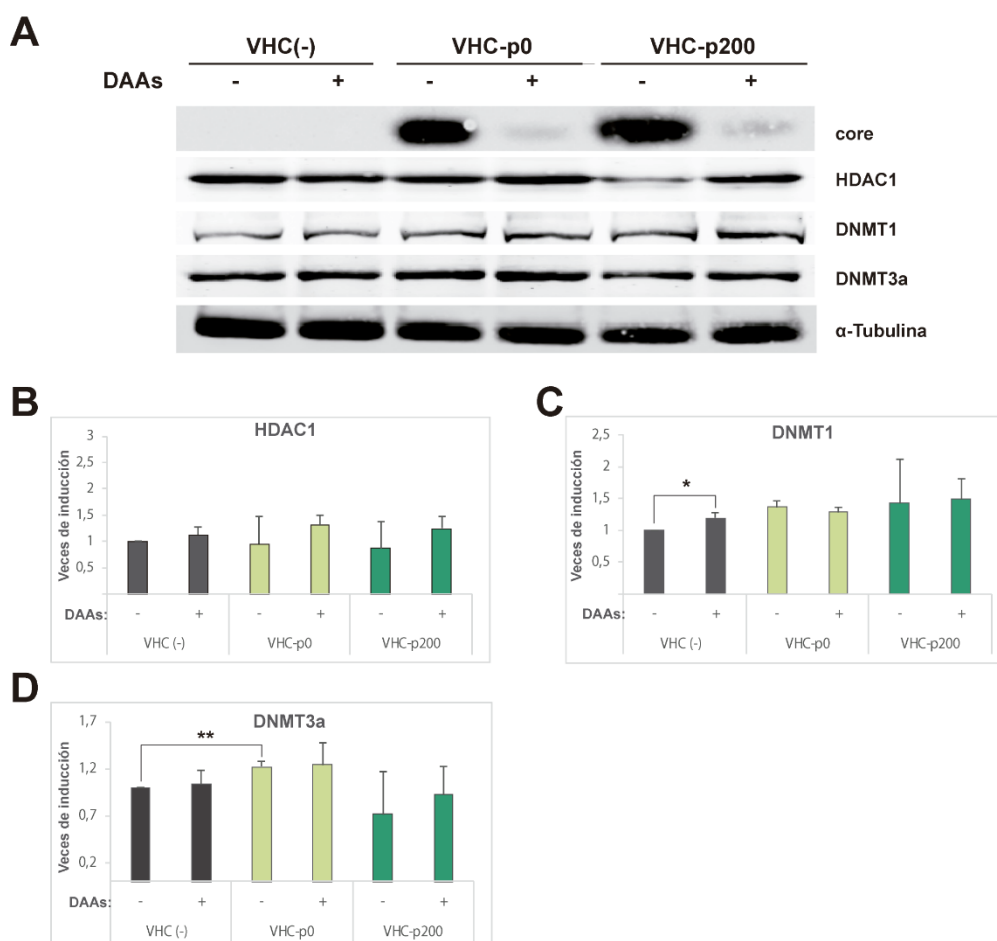 A
VHC(-) VHC-p0 VHC-p200
DAAs - + - + - +
core
HDAC1
DNMT1
DNMT3a
α-Tubulina
B
HDAC1
Veces de inducción
3
2,5
2
1,5
1
0,5
DAAs: - + - + - +
VHC (-) VHC-p0 VHC-p200
C
DNMT1
Veces de inducción
2,5
2
1,5
1
0,5
*
DAAs: - + - + - +
VHC (-) VHC-p0 VHC-p200
D
DNMT3a
Veces de inducción
1,7
1,2
0,7
0,2
**
DAAs: - + - + - +
VHC (-) VHC-p0 VHC-p200